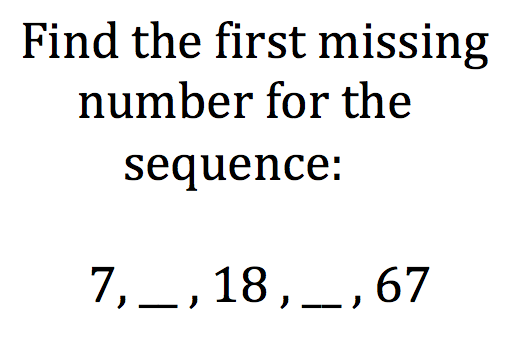 Find the first missing
number for the
sequence:
7, __ , 18 , __ , 67